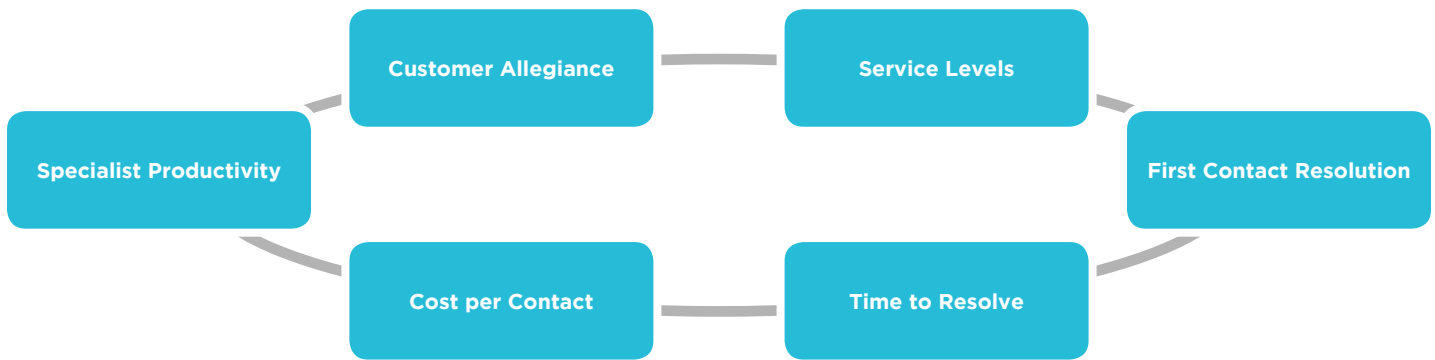 Customer Allegiance
Service Levels
Specialist Productivity
First Contact Resolution
Cost per Contact
Time to Resolve